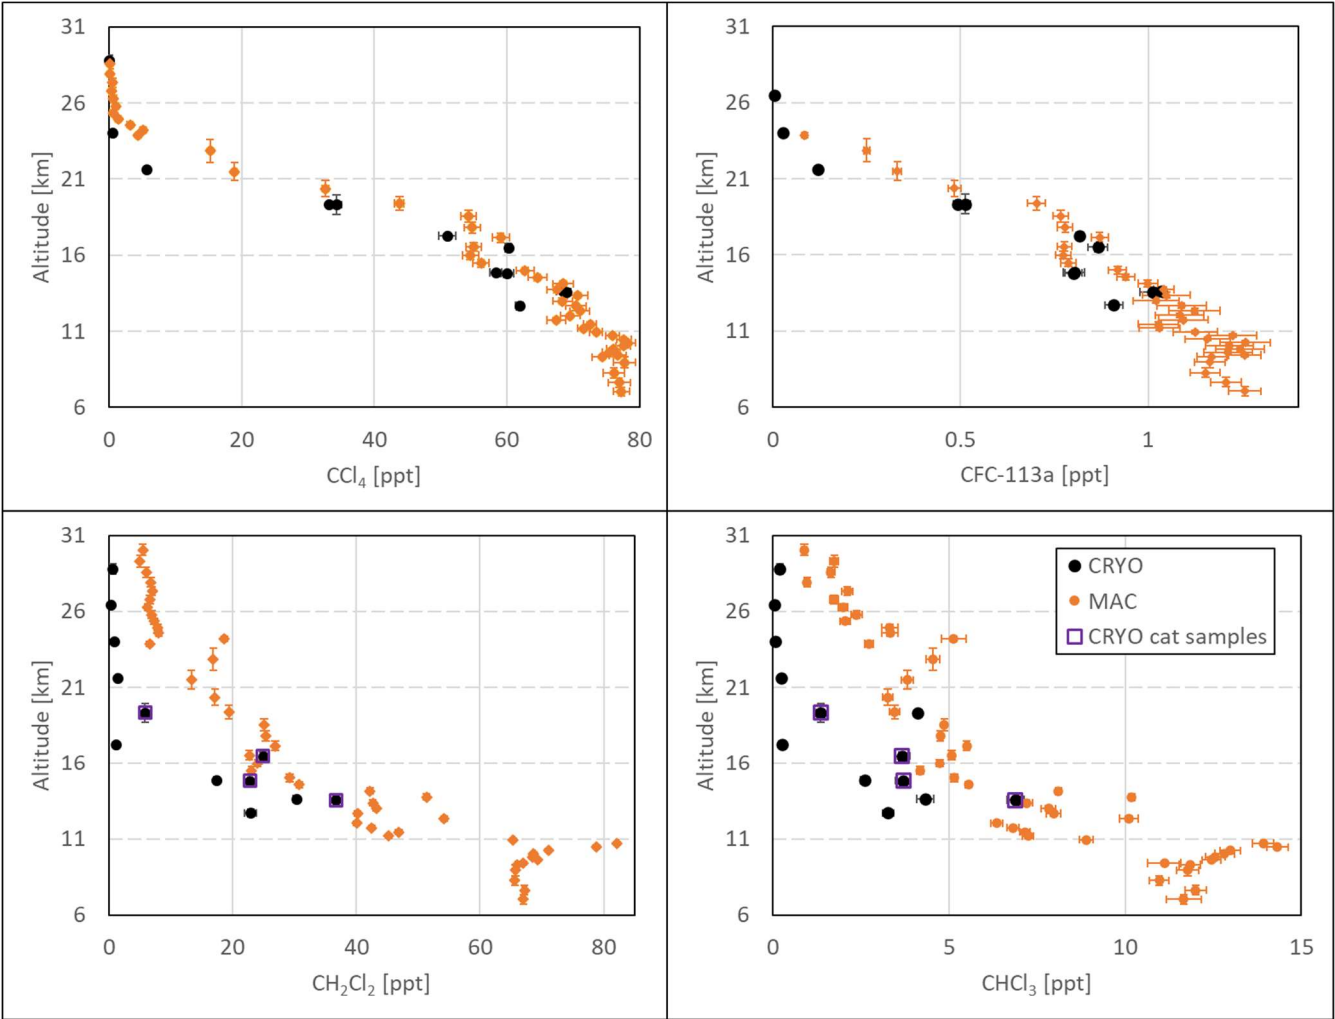 31
26
21
16
11
6
Altitude [km]
0 20 40 60 80
CCl₄ [ppt]
31
26
21
16
11
6
Altitude [km]
0 0.5 1
CFC-113a [ppt]
31
26
21
16
11
6
Altitude [km]
0 20 40 60 80
CH₂Cl₂ [ppt]
31
26
21
16
11
6
Altitude [km]
CRYO
MAC
CRYO cat samples
0 5 10 15
CHCl₃ [ppt]